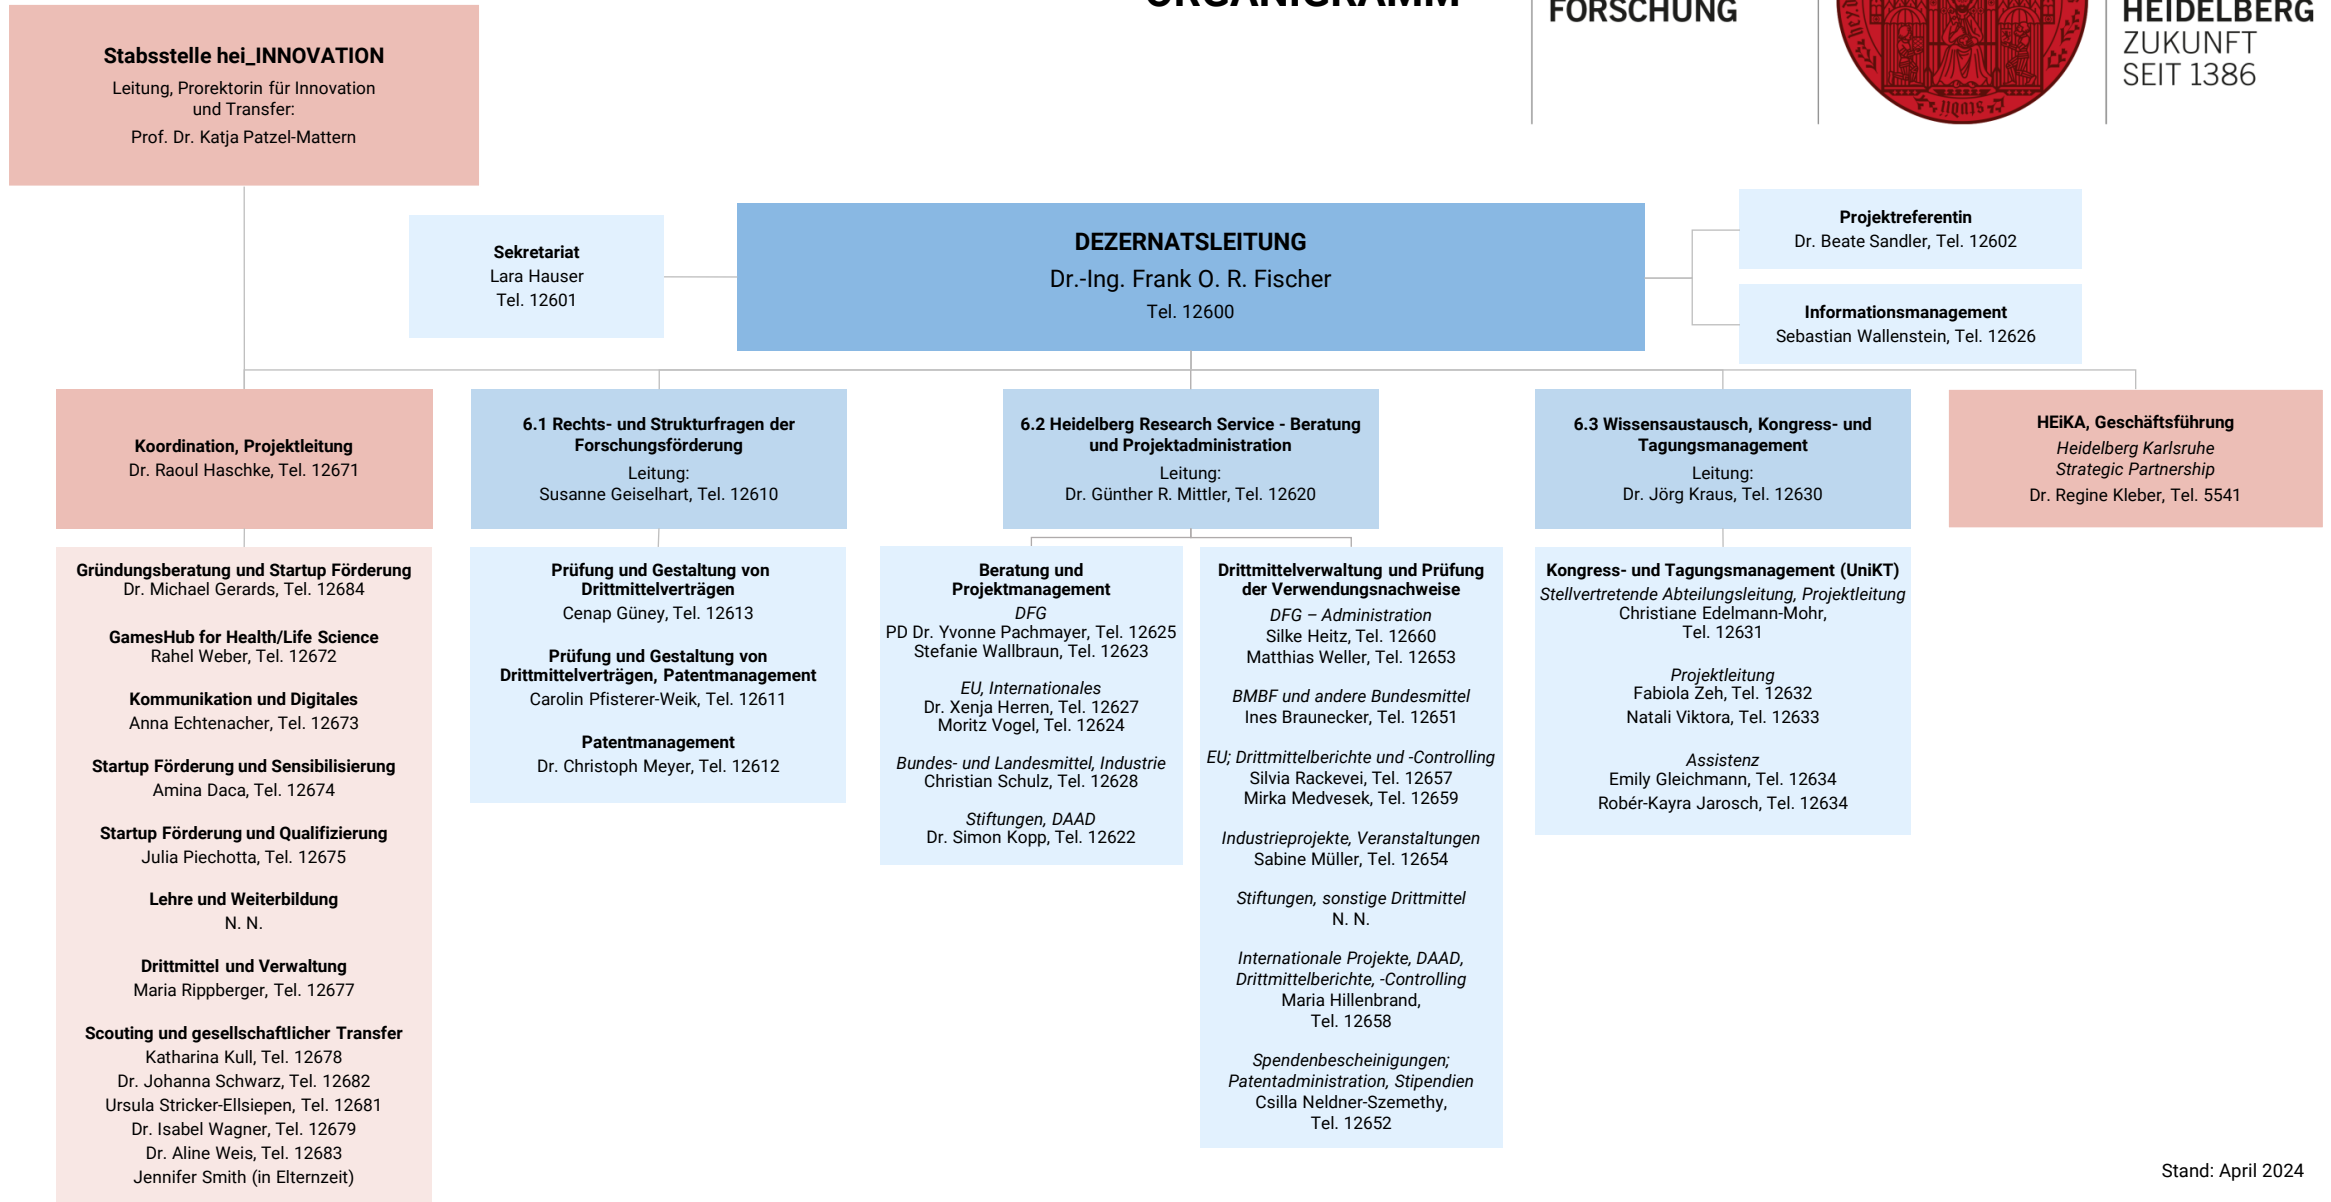 ORGANIGRAMM
FORSCHUNG
HEIDELBERG
ZUKUNFT
SEIT 1386
Stabsstelle hei_INNOVATION
Leitung, Prorektorin für Innovation
und Transfer:
Prof. Dr. Katja Patzel-Mattern
Sekretariat
Lara Hauser
Tel. 12601
DEZERNATSLEITUNG
Dr.-Ing. Frank O. R. Fischer
Tel. 12600
Projektreferentin
Dr. Beate Sandler, Tel. 12602
Informationsmanagement
Sebastian Wallenstein, Tel. 12626
Koordination, Projektleitung
Dr. Raoul Haschke, Tel. 12671
6.1 Rechts- und Strukturfragen der
Forschungsförderung
Leitung:
Susanne Geiselhart, Tel. 12610
6.2 Heidelberg Research Service - Beratung
und Projektadministration
Leitung:
Dr. Günther R. Mittler, Tel. 12620
6.3 Wissensaustausch, Kongress- und
Tagungsmanagement
Leitung:
Dr. Jörg Kraus, Tel. 12630
HEiKA, Geschäftsführung
Heidelberg Karlsruhe
Strategic Partnership
Dr. Regine Kleber, Tel. 5541
Gründungsberatung und Startup Förderung
Dr. Michael Gerards, Tel. 12684
GamesHub for Health/Life Science
Rahel Weber, Tel. 12672
Kommunikation und Digitales
Anna Echtenacher, Tel. 12673
Startup Förderung und Sensibilisierung
Amina Daca, Tel. 12674
Startup Förderung und Qualifizierung
Julia Piechotta, Tel. 12675
Lehre und Weiterbildung
N. N.
Drittmittel und Verwaltung
Maria Rippberger, Tel. 12677
Scouting und gesellschaftlicher Transfer
Katharina Kull, Tel. 12678
Dr. Johanna Schwarz, Tel. 12682
Ursula Stricker-Ellsiepen, Tel. 12681
Dr. Isabel Wagner, Tel. 12679
Dr. Aline Weis, Tel. 12683
Jennifer Smith (in Elternzeit)
Prüfung und Gestaltung von
Drittmittelverträgen
Cenap Güney, Tel. 12613
Prüfung und Gestaltung von
Drittmittelverträgen, Patentmanagement
Carolin Pfisterer-Weik, Tel. 12611
Patentmanagement
Dr. Christoph Meyer, Tel. 12612
Beratung und
Projektmanagement
DFG
PD Dr. Yvonne Pachmayer, Tel. 12625
Stefanie Wallbraun, Tel. 12623
EU, Internationales
Dr. Xenja Herren, Tel. 12627
Moritz Vogel, Tel. 12624
Bundes- und Landesmittel, Industrie
Christian Schulz, Tel. 12628
Stiftungen, DAAD
Dr. Simon Kopp, Tel. 12622
Drittmittelverwaltung und Prüfung
der Verwendungsnachweise
DFG – Administration
Silke Heitz, Tel. 12660
Matthias Weller, Tel. 12653
BMBF und andere Bundesmittel
Ines Braunecker, Tel. 12651
EU; Drittmittelberichte und -Controlling
Silvia Rackevei, Tel. 12657
Mirka Medvesek, Tel. 12659
Industrieprojekte, Veranstaltungen
Sabine Müller, Tel. 12654
Stiftungen, sonstige Drittmittel
N. N.
Internationale Projekte, DAAD,
Drittmittelberichte, -Controlling
Maria Hillenbrand,
Tel. 12658
Spendenbescheinigungen;
Patentadministration, Stipendien
Csilla Neldner-Szemethy,
Tel. 12652
Kongress- und Tagungsmanagement (UniKT)
Stellvertretende Abteilungsleitung, Projektleitung
Christiane Edelmann-Mohr,
Tel. 12631
Projektleitung
Fabiola Zeh, Tel. 12632
Natali Viktora, Tel. 12633
Assistenz
Emily Gleichmann, Tel. 12634
Robér-Kayra Jarosch, Tel. 12634
Stand: April 2024